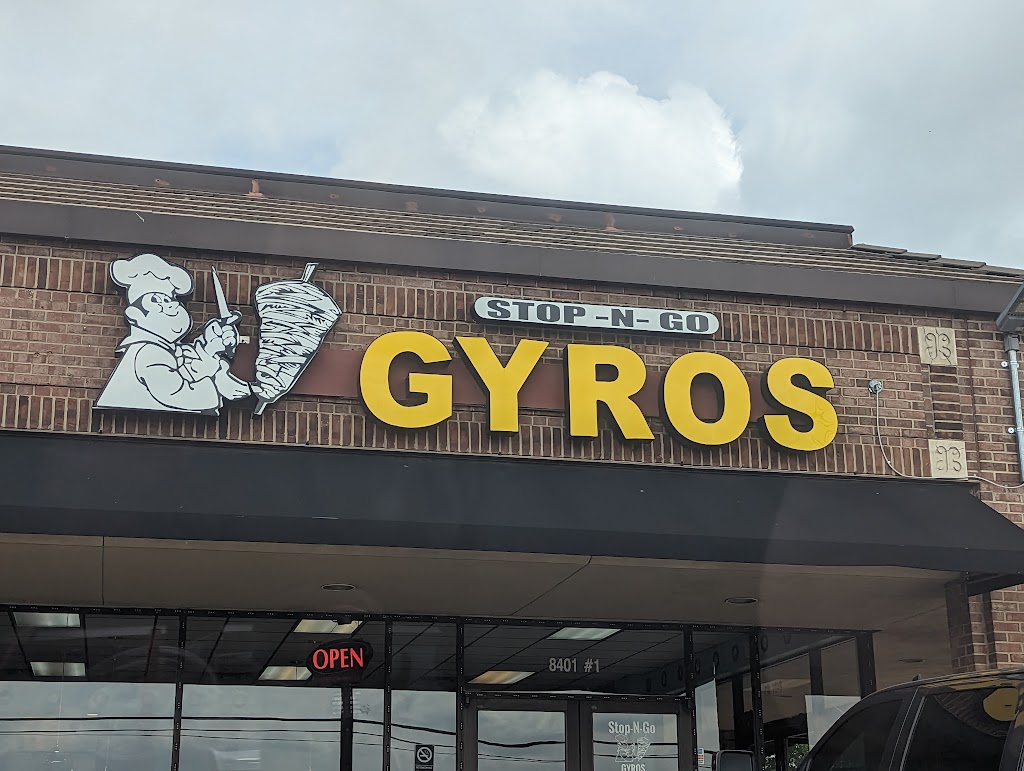 STOP -N- GO
GYROS
OPEN
8401 #1
Stop-N-Go
GYROS